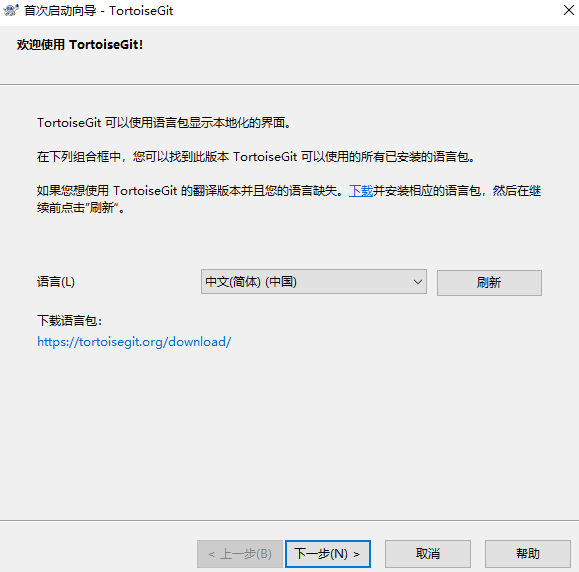 首次启动向导 - TortoiseGit
欢迎使用 TortoiseGit!
TortoiseGit 可以使用语言包显示本地化的界面。
在下列组合框中，您可以找到此版本 TortoiseGit 可以使用的所有已安装的语言包。
如果您想使用 TortoiseGit 的翻译版本并且您的语言缺失。下载并安装相应的语言包，然后在继
续前点击”刷新“。
语言(L)
中文(简体) (中国)
刷新
下载语言包：
https://tortoisegit.org/download/
< 上一步(B)
下一步(N) >
取消
帮助